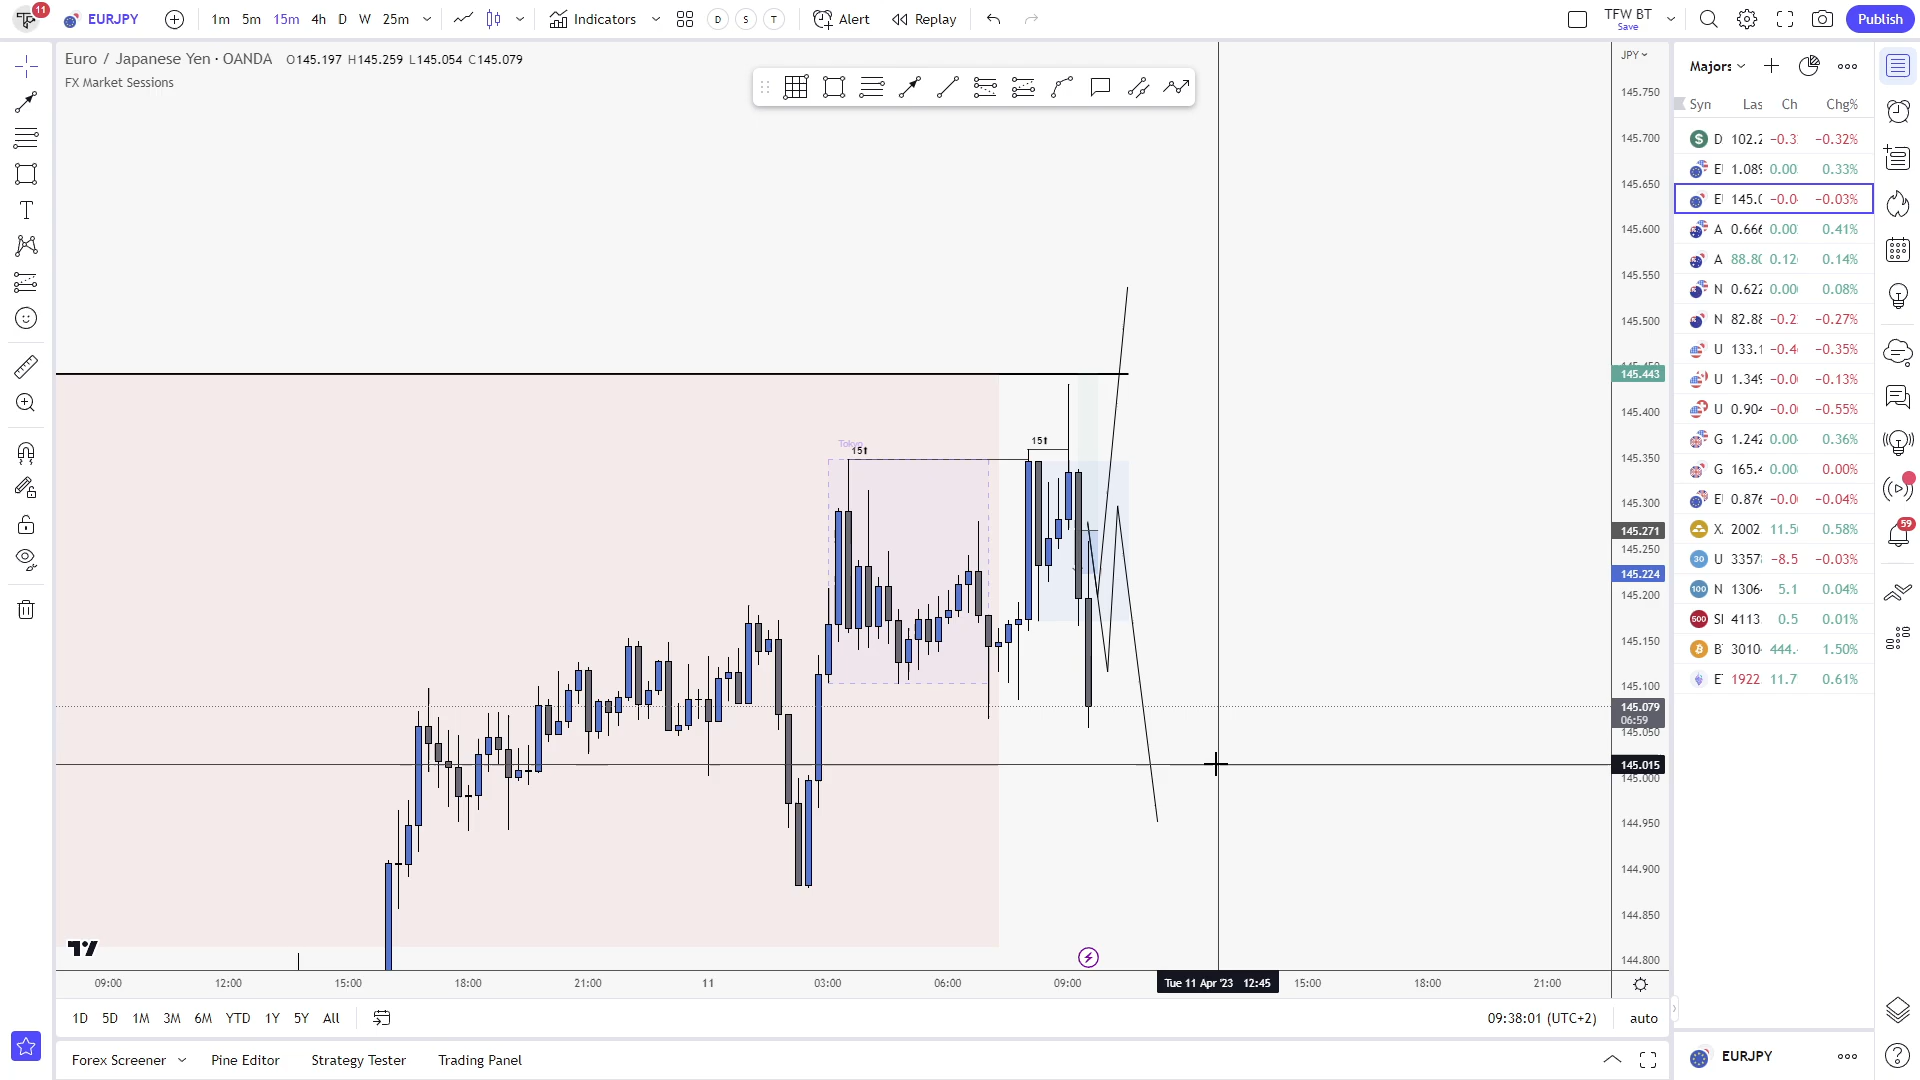 11
EURJPY
1m 5m 15m 4h D W 25m
Indicators
D S T
Alert
Replay
TFW BT
Save
Publish
Euro / Japanese Yen · OANDA O145.197 H145.259 L145.054 C145.079
FX Market Sessions
JPY
Majors
Syn Las Ch Chg%
D 102.2 −0.3 −0.32%
1.089 0.00 0.33%
145.0 −0.0 −0.03%
A 0.666 0.00 0.41%
A 88.80 0.12 0.14%
N 0.622 0.00 0.08%
N 82.88 −0.2 −0.27%
U 133.1 −0.4 −0.35%
U 1.349 −0.0 −0.13%
U 0.904 −0.0 −0.55%
G 1.242 0.00 0.36%
G 165.4 0.00 0.00%
0.876 −0.0 −0.04%
X 2002 11.5 0.58%
30 U 3357 −8.5 −0.03%
100 N 1306 5.1 0.04%
500 4113 0.5 0.01%
3010 444. 1.50%
1922 11.7 0.61%
59
145.750
145.700
145.650
145.600
145.550
145.500
145.443
145.400
145.350
145.300
145.271
145.250
145.224
145.200
145.150
145.100
145.079
06:59
145.050
145.015
145.000
144.950
144.900
144.850
144.800
Tokyo
15
15
09:00 12:00 15:00 18:00 21:00 11 03:00 06:00 09:00 Tue 11 Apr '23 12:45 15:00 18:00 21:00
1D 5D 1M 3M 6M YTD 1Y 5Y All
09:38:01 (UTC+2) auto
Forex Screener Pine Editor Strategy Tester Trading Panel
EURJPY